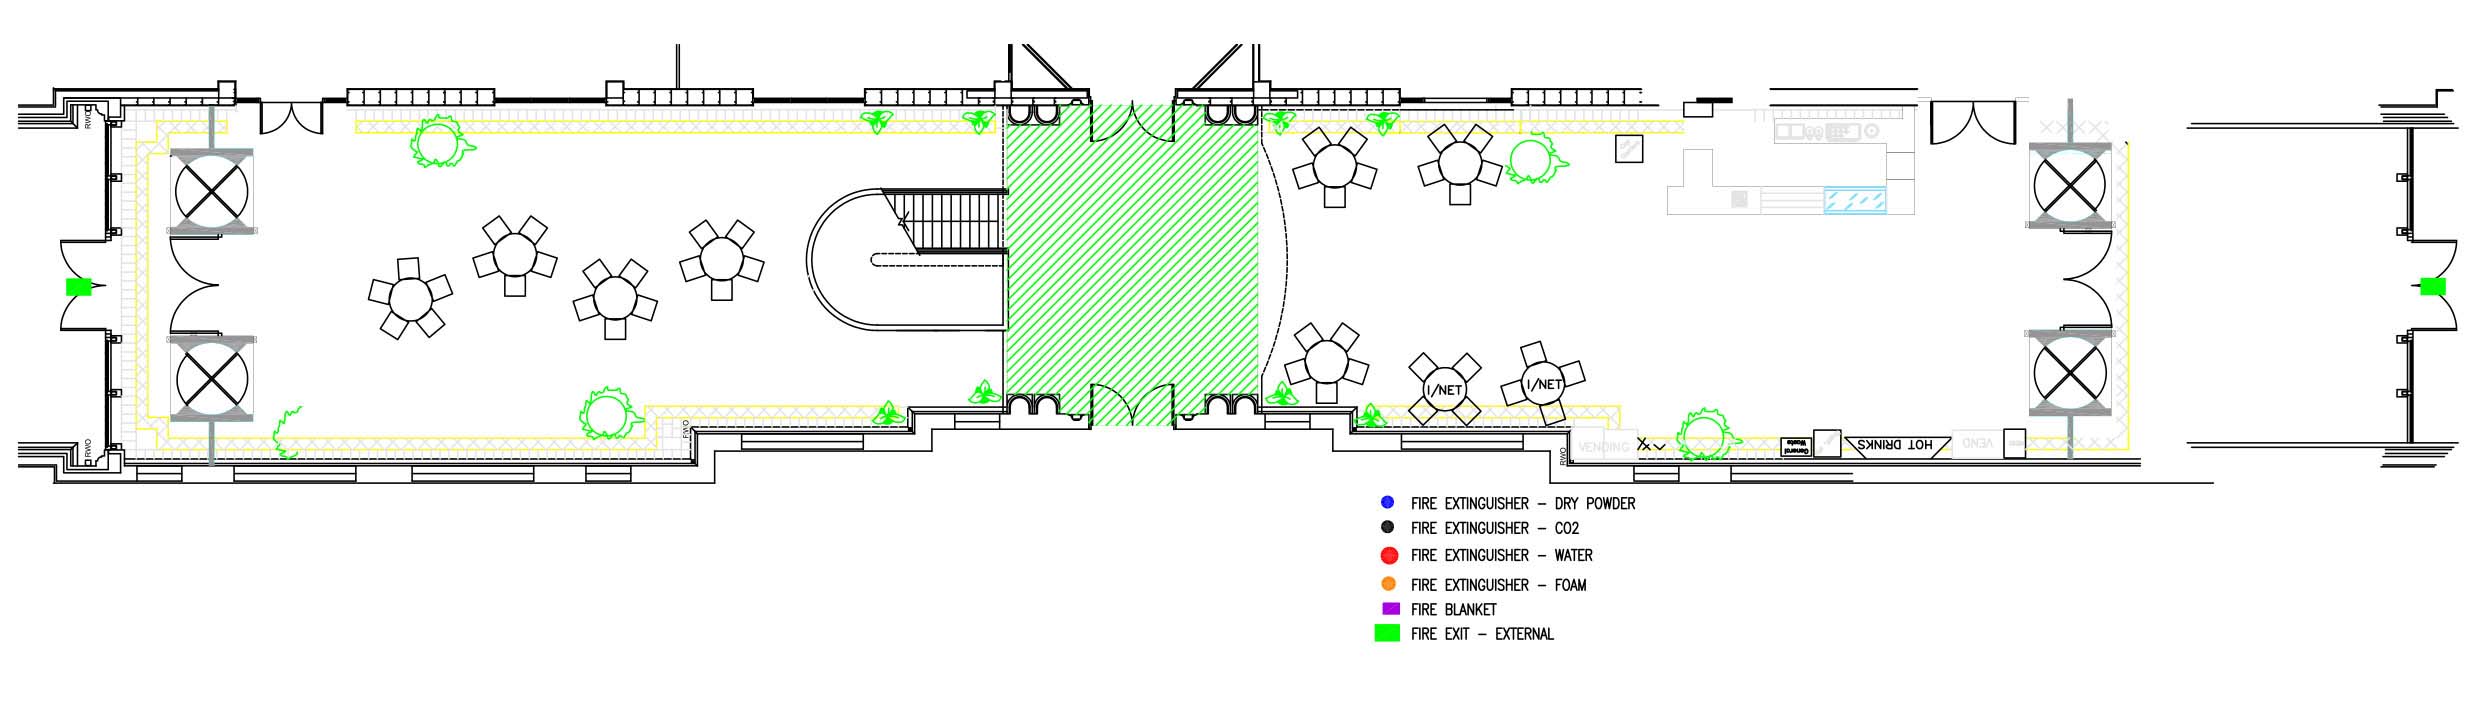 RWO
I/NET
I/NET
RWO
RWO
RWO
VENDING
General
Waste
HOT DRINKS
VEND
FIRE EXTINGUISHER – DRY POWDER
FIRE EXTINGUISHER – CO2
FIRE EXTINGUISHER – WATER
FIRE EXTINGUISHER – FOAM
FIRE BLANKET
FIRE EXIT – EXTERNAL